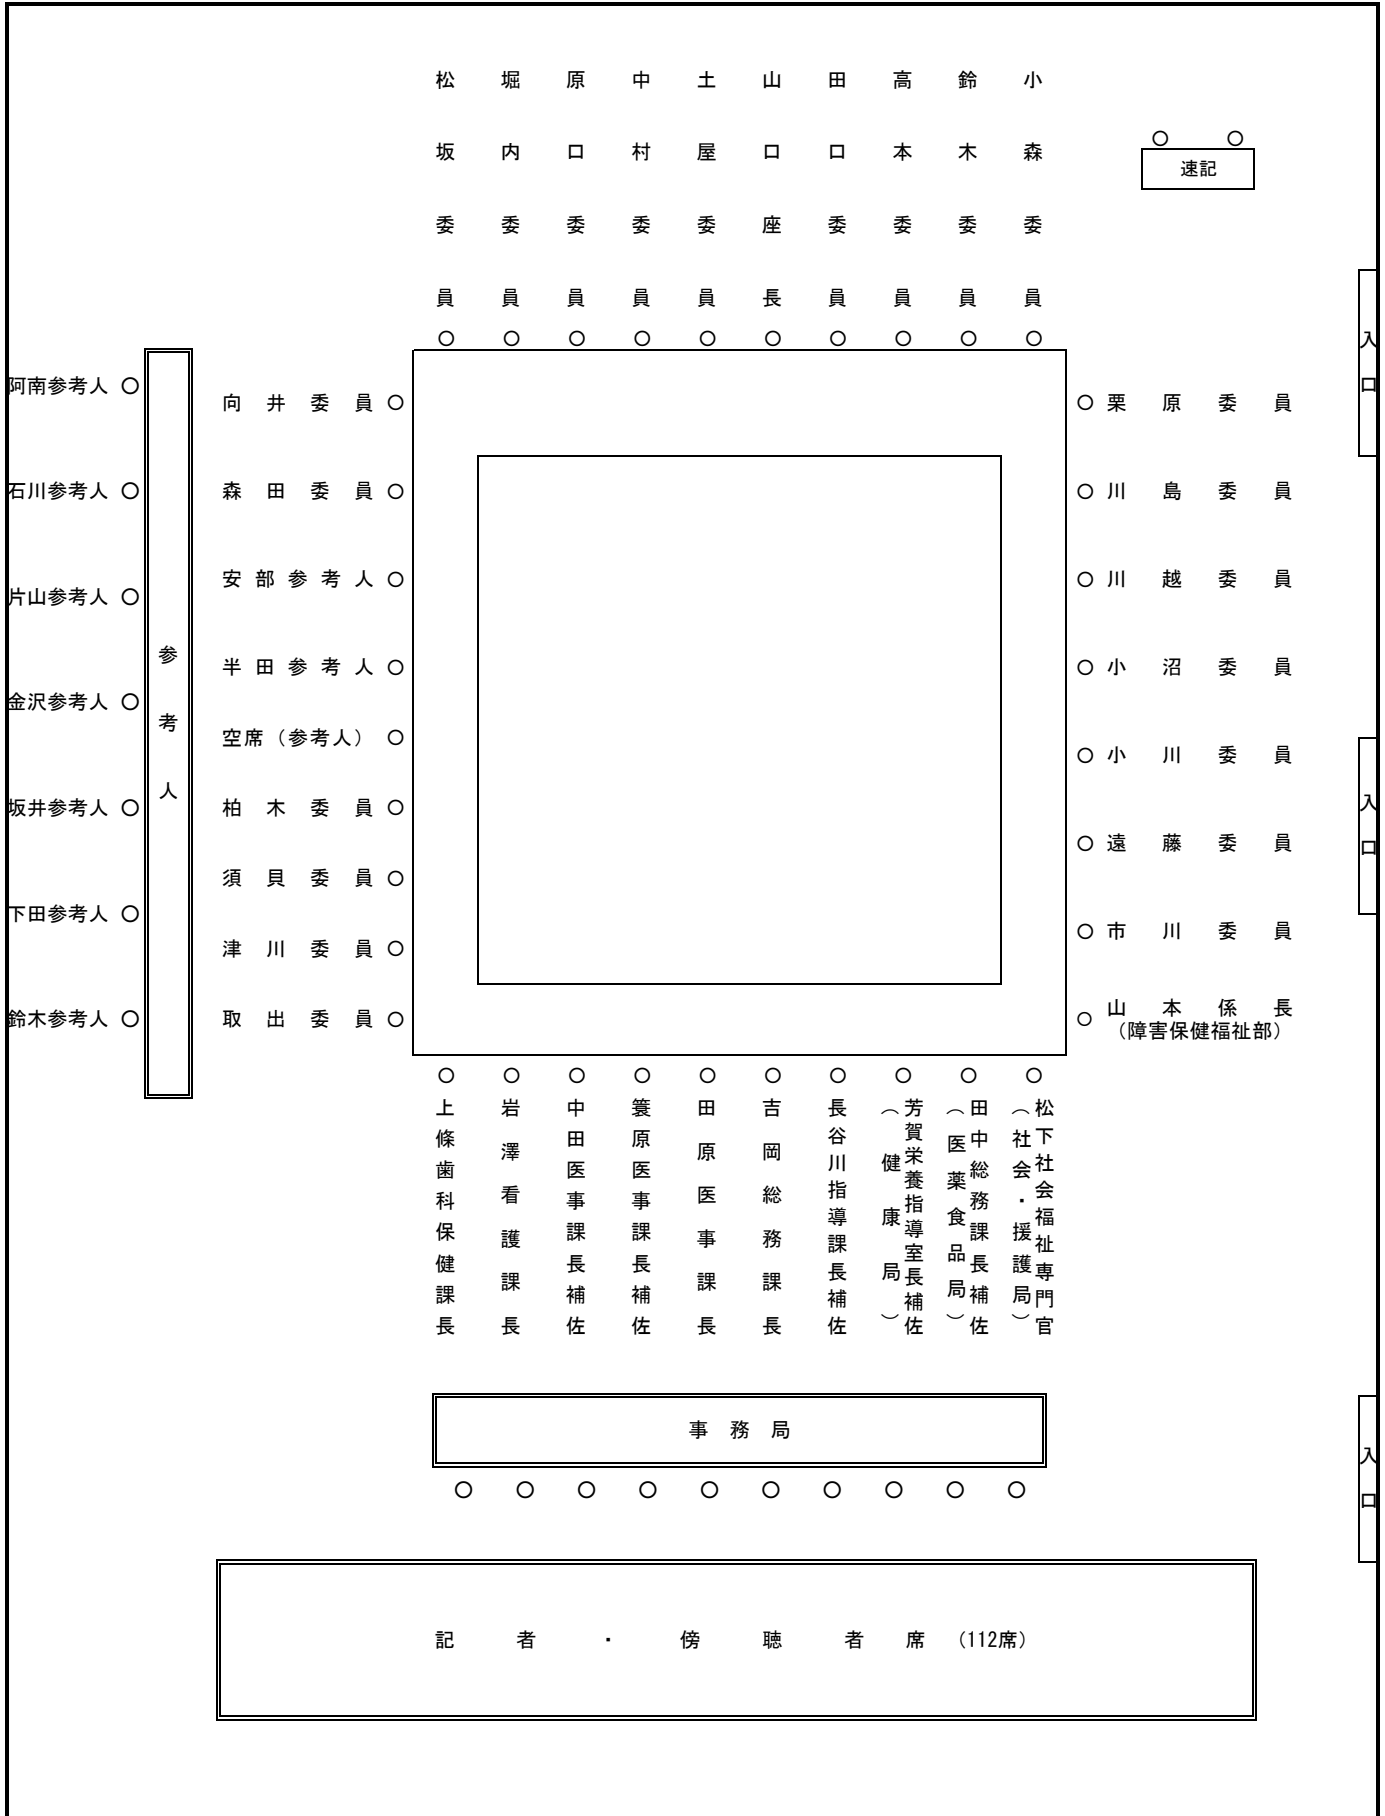 松坂委員
堀内委員
原口委員
中村委員
土屋委員
山口座長
田口委員
高本委員
鈴木委員
小森委員
速記
入口
阿南参考人
石川参考人
片山参考人
金沢参考人
坂井参考人
下田参考人
鈴木参考人
参考人
向井委員
森田委員
安部参考人
半田参考人
空席（参考人）
柏木委員
須貝委員
津川委員
取出委員
栗原委員
川島委員
川越委員
小沼委員
小川委員
遠藤委員
市川委員
山本係長
（障害保健福祉部）
入口
上條歯科保健課長
岩澤看護課長
中田医事課長補佐
簑原医事課長補佐
田原医事課長
吉岡総務課長
長谷川指導課長補佐
芳賀栄養指導室長補佐
（健康局）
田中総務課長補佐
（医薬食品局）
松下社会福祉専門官
（社会・援護局）
事務局
入口
記者・傍聴者席（112席）